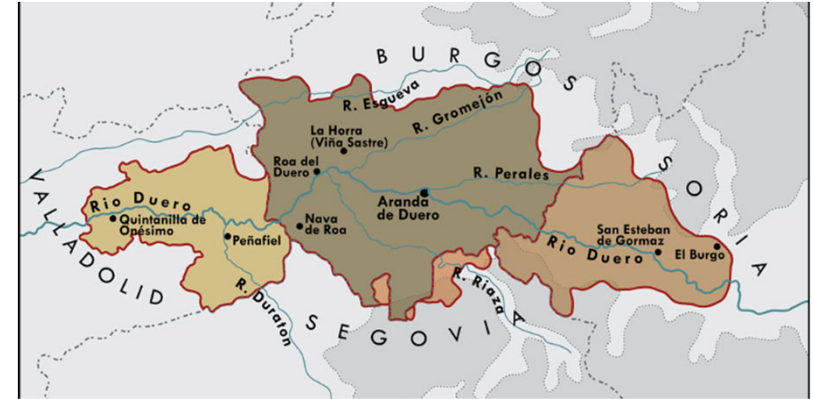 BURGOS
R. Esgueva
R. Gromejón
La Horra
(Viña Sastre)
Roa del
Duero
R. Perales
SORIA
VALLADOLID
Rio Duero
Quintanilla de
Onésimo
Aranda
de Duero
Nava
de Roa
Peñafiel
San Esteban
de Gormaz
El Burgo
Rio Duero
R. Riaza
R. Duraton
SEGOVIA